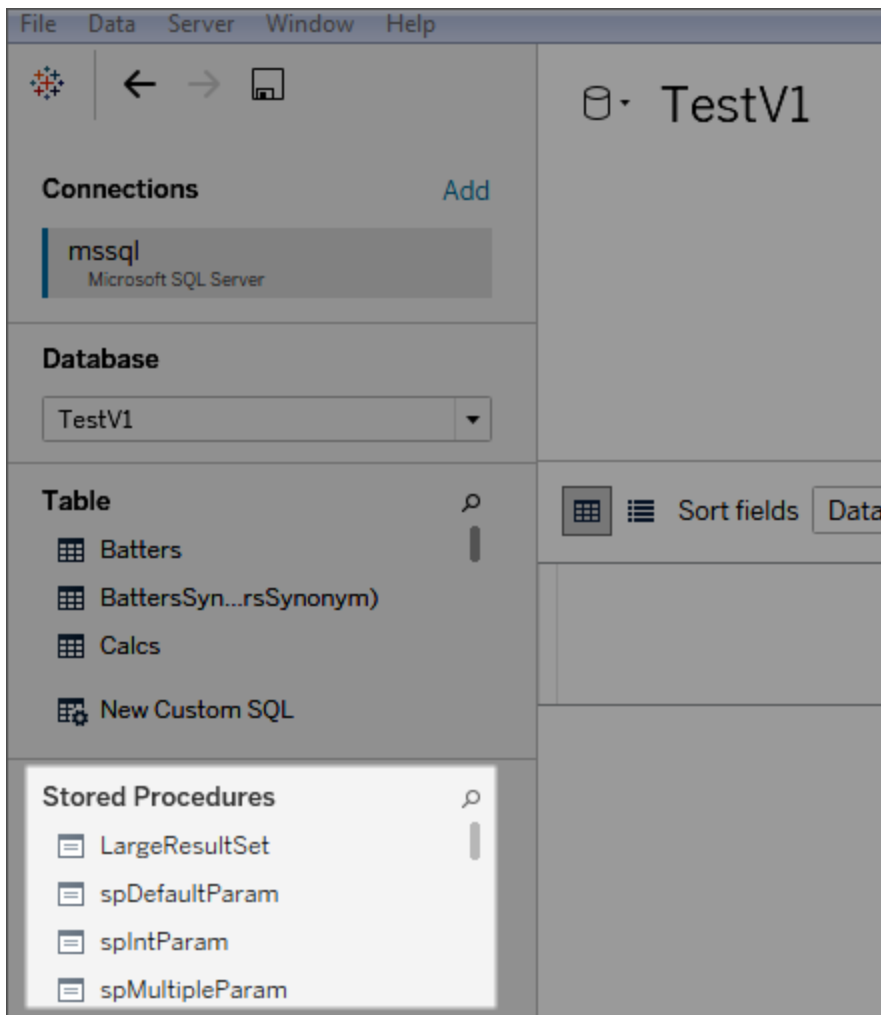 File Data Server Window Help
TestV1
Connections Add
mssql
Microsoft SQL Server
Database
TestV1
Table
Batters
BattersSyn...rsSynonym)
Calcs
New Custom SQL
Sort fields Data
Stored Procedures
LargeResultSet
spDefaultParam
spIntParam
spMultipleParam